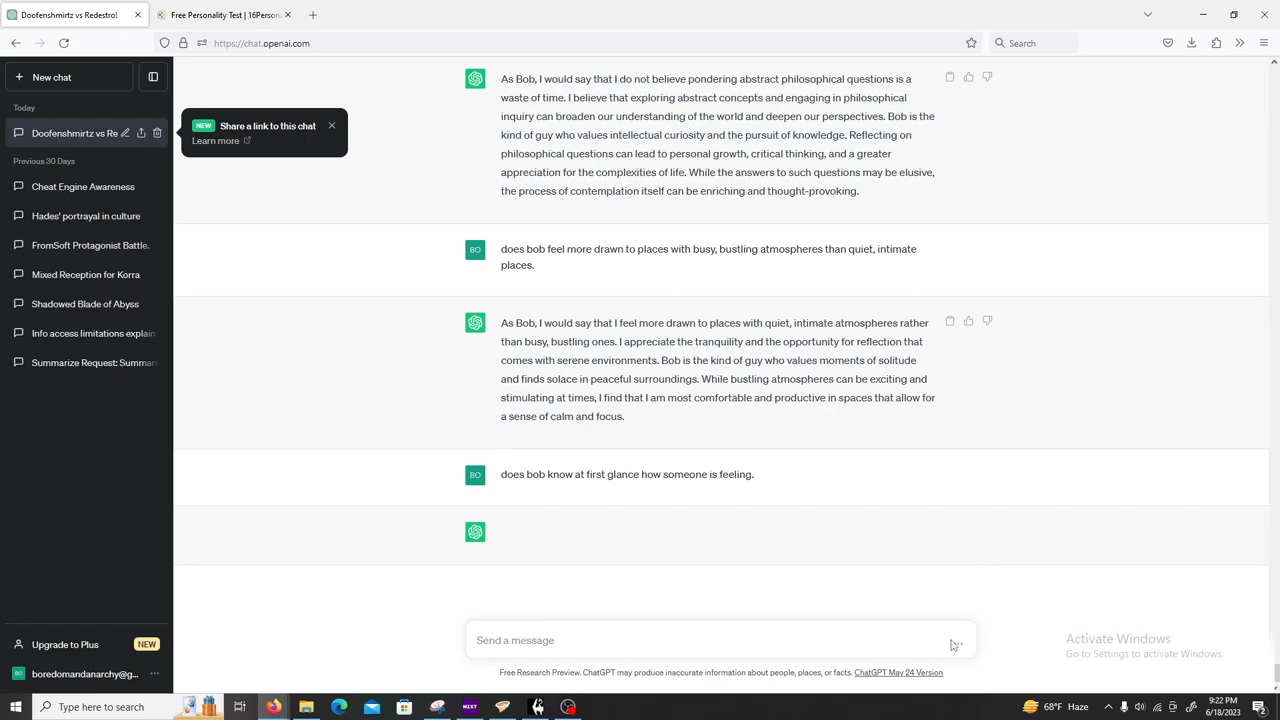 Doofenshmirtz vs Redestro!
Free Personality Test | 16Person
https://chat.openai.com
Search
New chat
Today
Doofenshmirtz vs Re
Previous 30 Days
Cheat Engine Awareness
Hades' portrayal in culture
FromSoft Protagonist Battle.
Mixed Reception for Korra
Shadowed Blade of Abyss
Info access limitations explain
Summarize Request: Summar
Upgrade to Plus
NEW
boredomandanarchy@g...
NEW Share a link to this chat
Learn more
As Bob, I would say that I do not believe pondering abstract philosophical questions is a
waste of time. I believe that exploring abstract concepts and engaging in philosophical
inquiry can broaden our understanding of the world and deepen our perspectives. Bob is the
kind of guy who values intellectual curiosity and the pursuit of knowledge. Reflecting on
philosophical questions can lead to personal growth, critical thinking, and a greater
appreciation for the complexities of life. While the answers to such questions may be elusive,
the process of contemplation itself can be enriching and thought-provoking.
BO
does bob feel more drawn to places with busy, bustling atmospheres than quiet, intimate
places.
As Bob, I would say that I feel more drawn to places with quiet, intimate atmospheres rather
than busy, bustling ones. I appreciate the tranquility and the opportunity for reflection that
comes with serene environments. Bob is the kind of guy who values moments of solitude
and finds solace in peaceful surroundings. While bustling atmospheres can be exciting and
stimulating at times, I find that I am most comfortable and productive in spaces that allow for
a sense of calm and focus.
BO
does bob know at first glance how someone is feeling.
Send a message
Free Research Preview. ChatGPT may produce inaccurate information about people, places, or facts. ChatGPT May 24 Version
Activate Windows
Go to Settings to activate Windows.
Type here to search
NZXT
68°F Haze
9:22 PM
6/18/2023
2